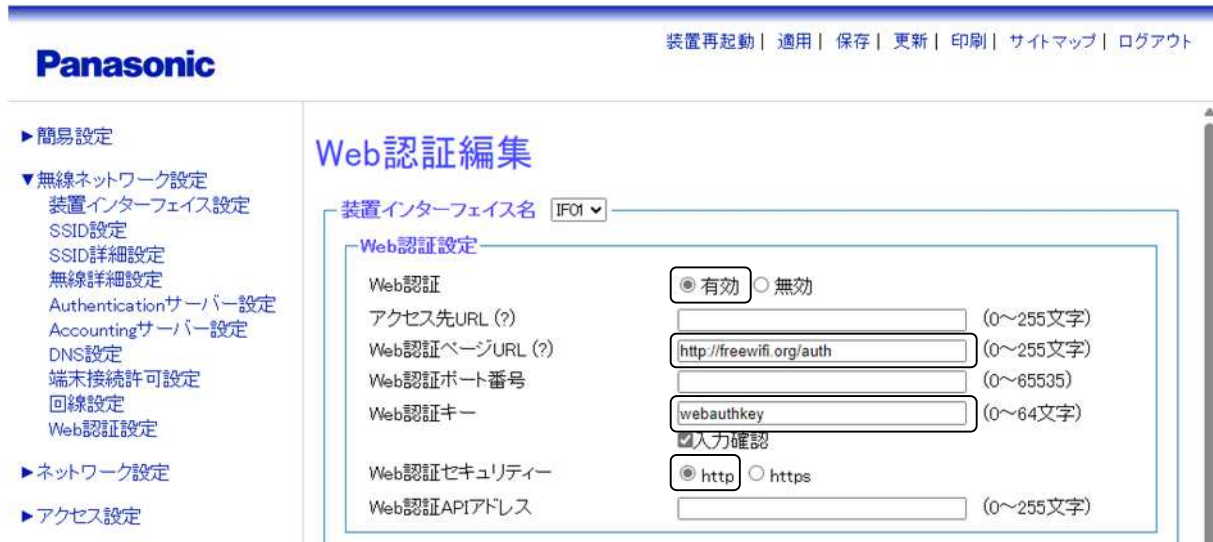 装置再起動 | 適用 | 保存 | 更新 | 印刷 | サイトマップ | ログアウト
Panasonic
▶簡易設定
▼無線ネットワーク設定
装置インターフェイス設定
SSID設定
SSID詳細設定
無線詳細設定
Authenticationサーバー設定
Accountingサーバー設定
DNS設定
端末接続許可設定
回線設定
Web認証設定
▶ネットワーク設定
▶アクセス設定
Web認証編集
装置インターフェイス名 IF01
Web認証設定
Web認証 有効 無効
アクセス先URL (?) (0～255文字)
Web認証ページURL (?) http://freewifi.org/auth (0～255文字)
Web認証ポート番号 (0～65535)
Web認証キー webauthkey (0～64文字)
入力確認
Web認証セキュリティー http https
Web認証APIアドレス (0～255文字)